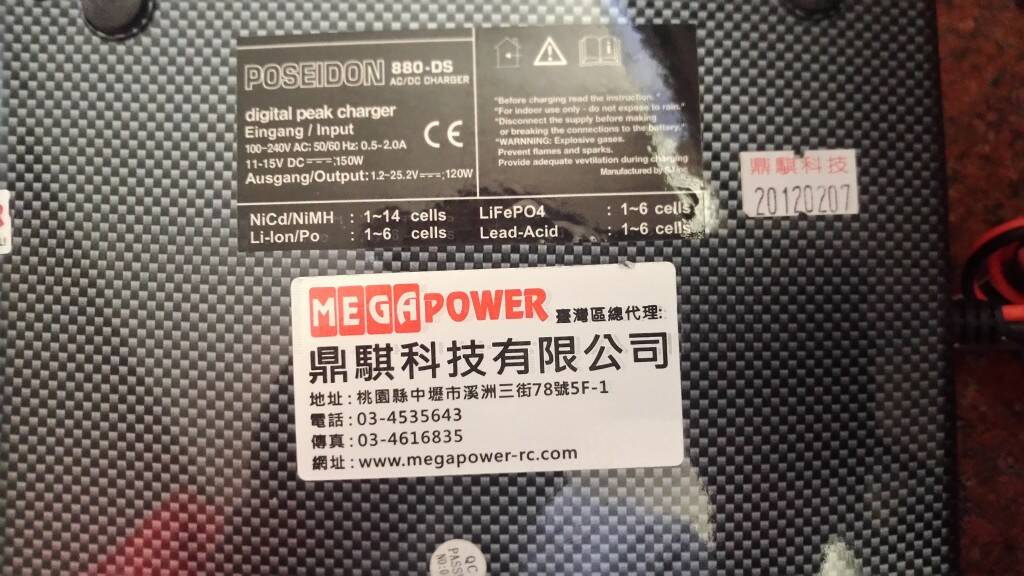 POSEIDON 880-DS
AC/DC CHARGER
digital peak charger
Eingang / Input
100~240V AC: 50/60 Hz: 0.5-2.0A
11-15V DC⎓:150W
Ausgang/Output:1.2~25.2V⎓:120W
CE
"Before charging read the instruction."
"For indoor use only - do not expose to rain."
"Disconnect the supply before making
or breaking the connections to the battery."
"WARNNING: Explosive gases.
Prevent flames and sparks.
Provide adequate vetilation during charging
Manufactured by
NiCd/NiMH : 1~14 cells
Li-Ion/Po : 1~6 cells
LiFePO4 : 1~6 cells
Lead-Acid : 1~6 cells
鼎騏科技
20120207
MEGAPOWER 臺灣區總代理:
鼎騏科技有限公司
地址:桃園縣中壢市溪洲三街78號5F-1
電話:03-4535643
傳真:03-4616835
網址:www.megapower-rc.com
QC
PASS